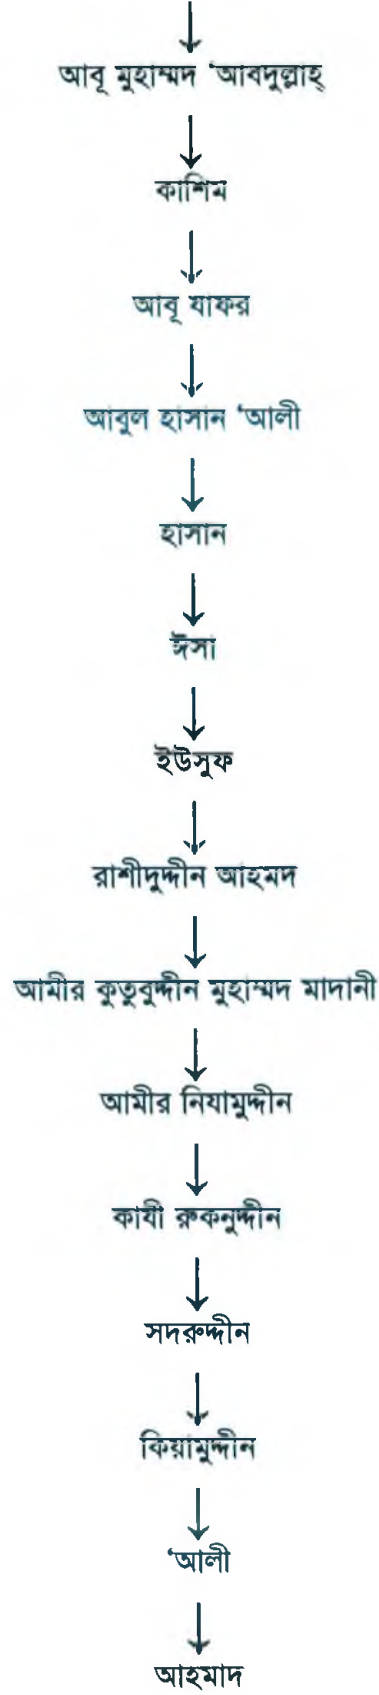 আবূ মুহাম্মদ ‘আবদুল্লাহ্
কাশিম
আবূ যাফর
আবুল হাসান ‘আলী
হাসান
ঈসা
ইউসুফ
রাশীদুদ্দীন আহমদ
আমীর কুতুবুদ্দীন মুহাম্মদ মাদানী
আমীর নিযামুদ্দীন
কাযী রুকনুদ্দীন
সদরুদ্দীন
কিয়ামুদ্দীন
‘আলী
আহমাদ